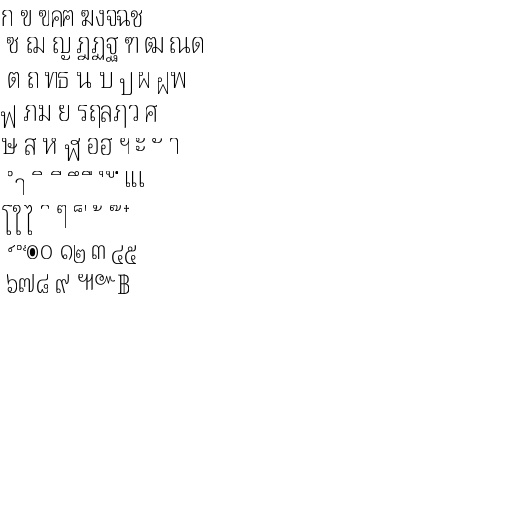 ก ข ฃคฅ ฆงจฉช
ซ ฌ ญ ฎฏฐ ฑ ฒ ณด
ต ถ ทธ น บ ป ผ ฝพ
ฟ ภม ย รฤลฦว ศ
ษ ส ห ฬ อฮ ฯ ะ ั า
ำ ิ ี ึ ื ุ ู ฺ เแ
โใไ ๅ ๆ ็ ่ ้ ๊ ๋
์ ํ ๎๏๐ ๑๒ ๓ ๔๕
๖๗๘ ๙ ๚๛ ฿